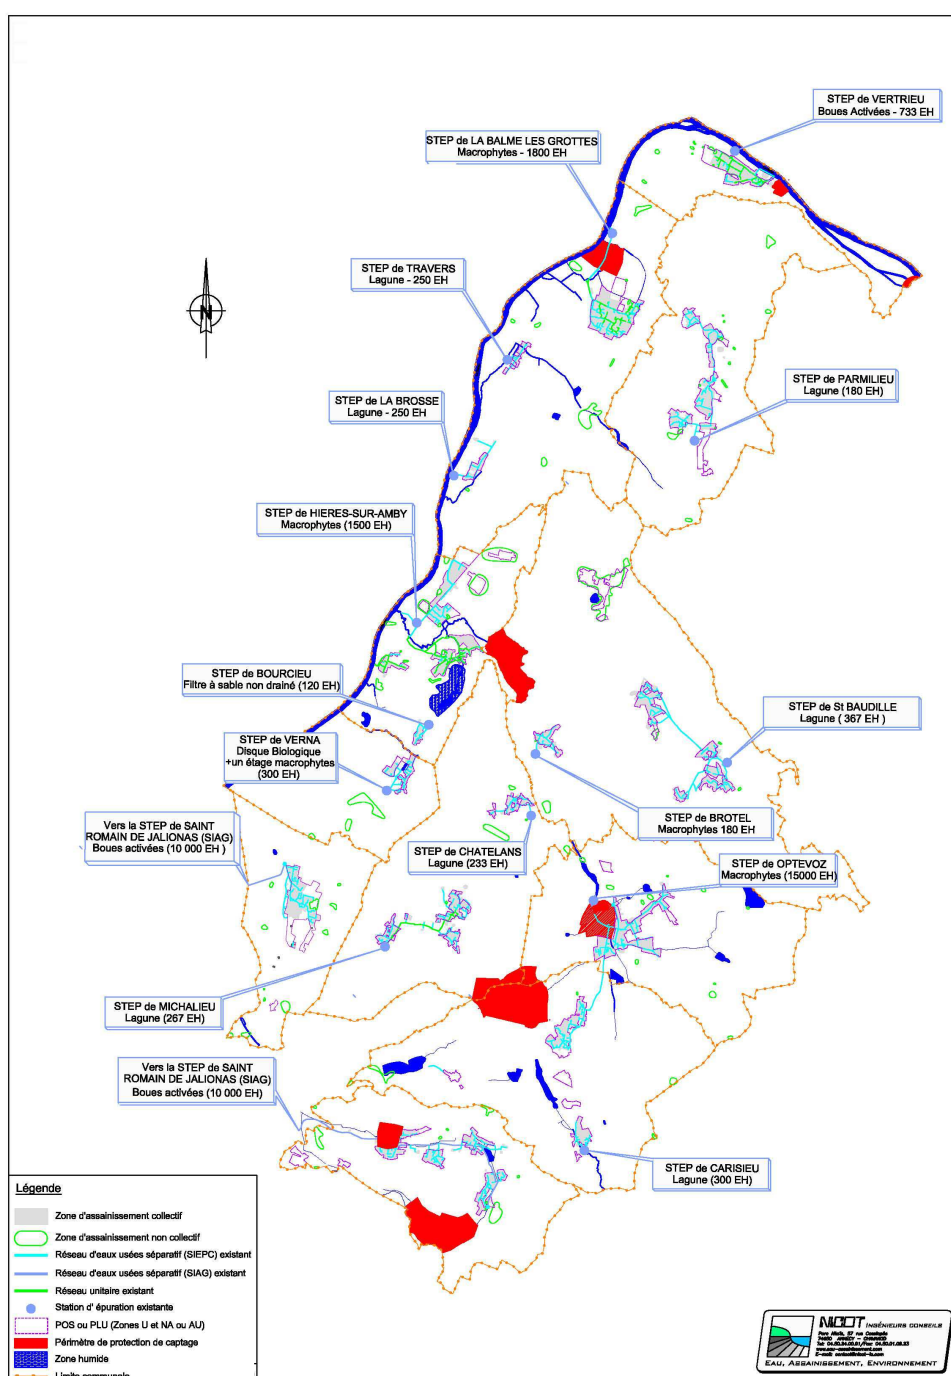 STEP de VERTRIEU
Boues Activées - 733 EH
STEP de LA BALME LES GROTTES
Macrophytes - 1800 EH
STEP de TRAVERS
Lagune - 250 EH
N
STEP de PARMILIEU
Lagune (180 EH)
STEP de LA BROSSE
Lagune - 250 EH
STEP de HIERES-SUR-AMBY
Macrophytes (1500 EH)
STEP de BOURCIEU
Filtre à sable non drainé (120 EH)
STEP de St BAUDILLE
Lagune ( 367 EH )
STEP de VERNA
Disque Biologique
+un étage macrophytes
(300 EH)
STEP de BROTEL
Macrophytes 180 EH
Vers la STEP de SAINT
ROMAIN DE JALIONAS (SIAG)
Boues activées (10 000 EH )
STEP de CHATELANS
Lagune (233 EH)
STEP de OPTEVOZ
Macrophytes (15000 EH)
STEP de MICHALIEU
Lagune (267 EH)
Vers la STEP de SAINT
ROMAIN DE JALIONAS (SIAG)
Boues activées (10 000 EH)
STEP de CARISIEU
Lagune (300 EH)
Légende
Zone d'assainissement collectif
Zone d'assainissement non collectif
Réseau d'eaux usées séparatif (SIEPC) existant
Réseau d'eaux usées séparatif (SIAG) existant
Réseau unitaire existant
Station d' épuration existante
POS ou PLU (Zones U et NA ou AU)
Périmètre de protection de captage
Zone humide
Limite communale
NICOT INGÉNIEURS CONSEILS
EAU, ASSAINISSEMENT, ENVIRONNEMENT